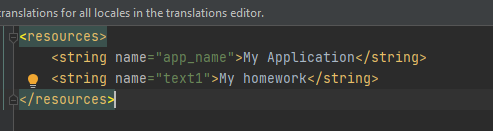 translations for all locales in the translations editor.
<resources>
<string name="app_name">My Application</string>
<string name="text1">My homework</string>
</resources>